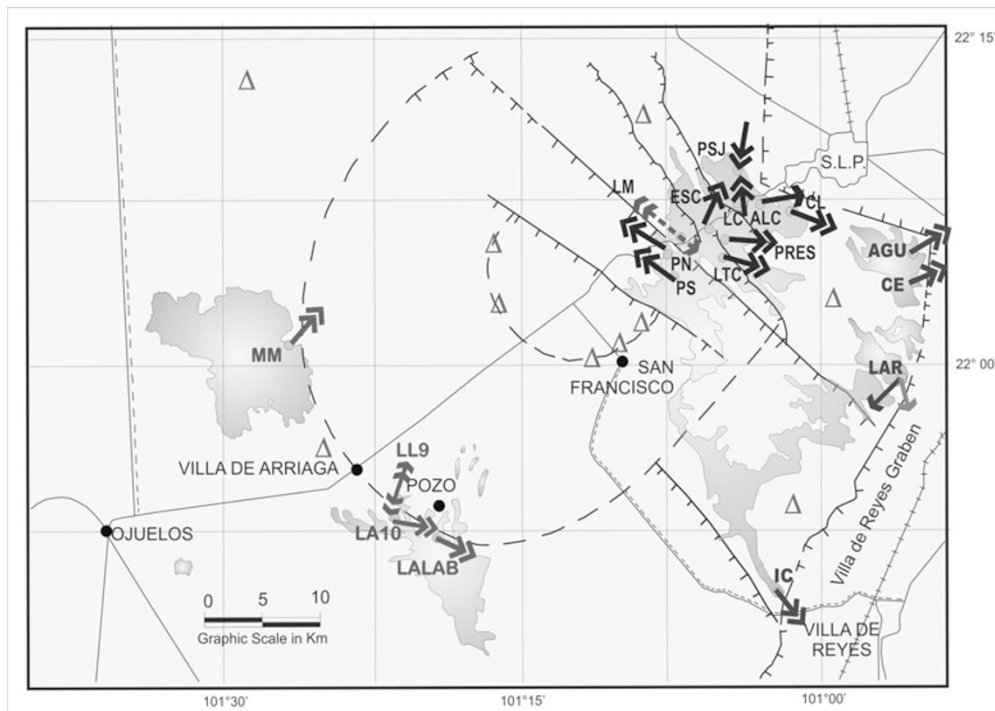 22° 15'
PSJ
S.L.P.
LM
ESC
LC
ALC
CL
PN
PRES
AGU
LTC
PS
CE
MM
SAN
FRANCISCO
22° 00'
LAR
LL9
VILLA DE ARRIAGA
POZO
OJUELOS
LA10
LALAB
Villa de Reyes Graben
IC
0
5
10
Graphic Scale in Km
VILLA DE
REYES
101°30'
101°15'
101°00'